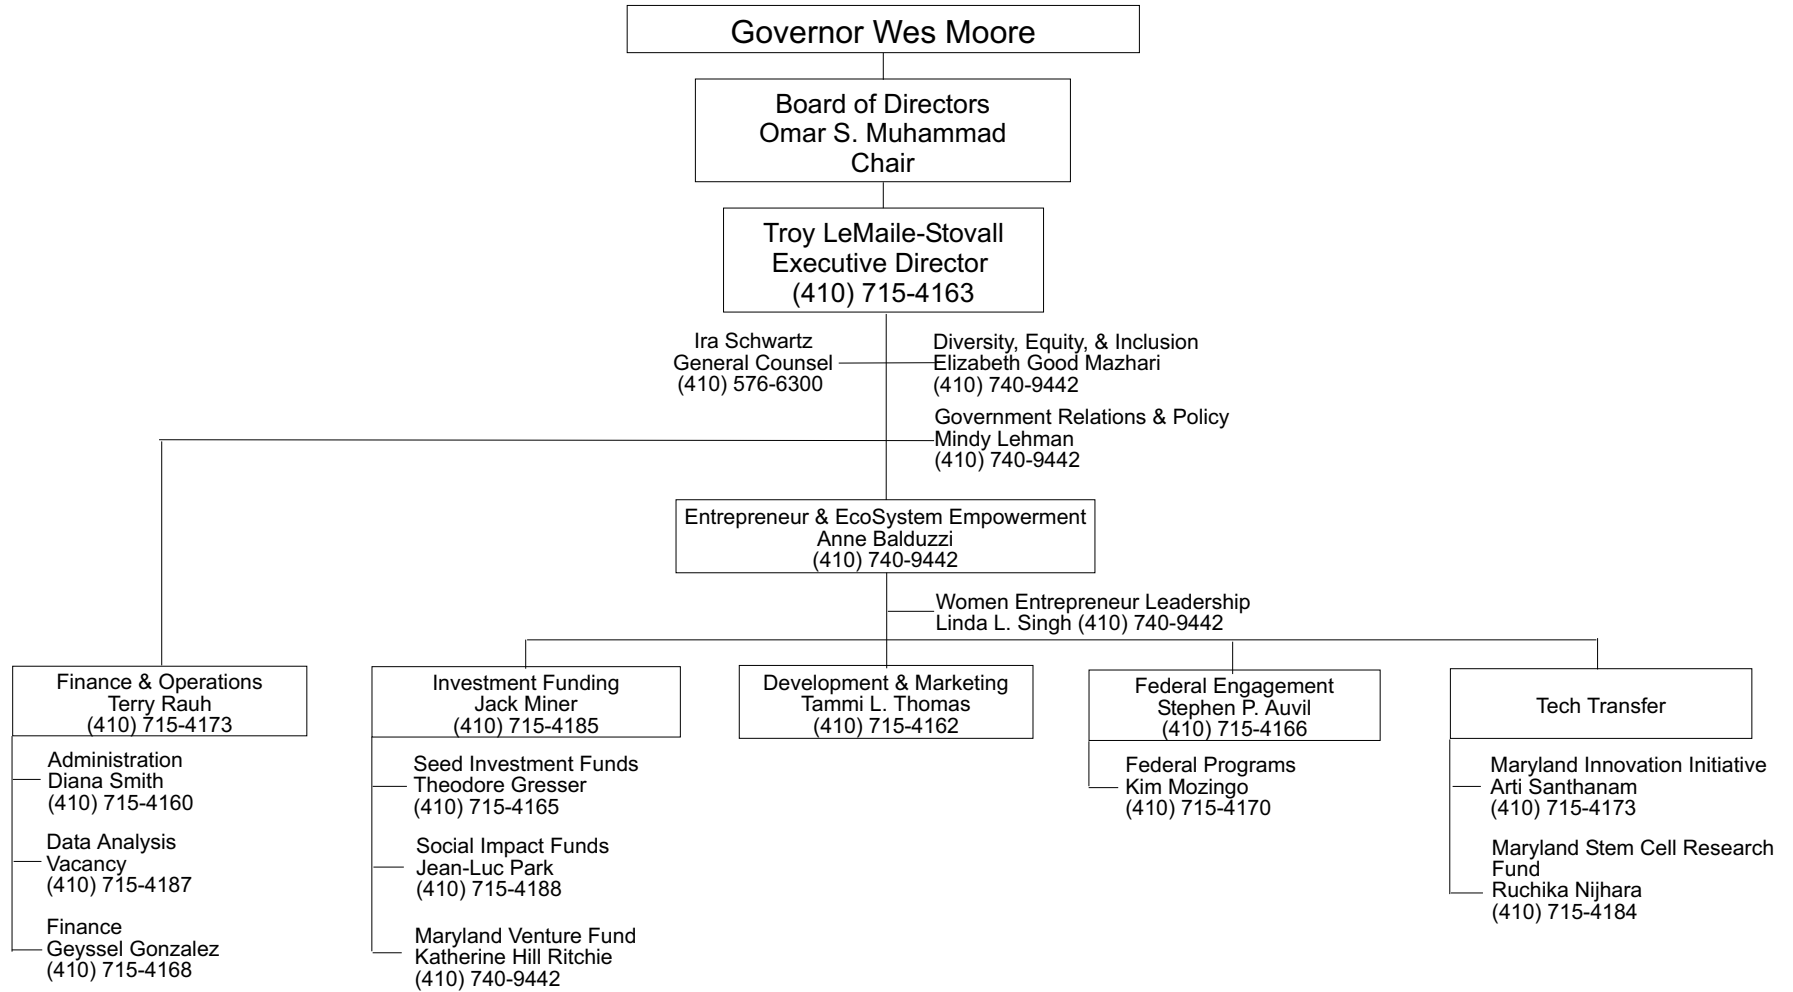 Governor Wes Moore
Board of Directors
Omar S. Muhammad
Chair
Troy LeMaile-Stovall
Executive Director
(410) 715-4163
Ira Schwartz
General Counsel
(410) 576-6300
Diversity, Equity, & Inclusion
Elizabeth Good Mazhari
(410) 740-9442
Government Relations & Policy
Mindy Lehman
(410) 740-9442
Entrepreneur & EcoSystem Empowerment
Anne Balduzzi
(410) 740-9442
Women Entrepreneur Leadership
Linda L. Singh (410) 740-9442
Finance & Operations
Terry Rauh
(410) 715-4173
Administration
Diana Smith
(410) 715-4160
Data Analysis
Vacancy
(410) 715-4187
Finance
Geyssel Gonzalez
(410) 715-4168
Investment Funding
Jack Miner
(410) 715-4185
Seed Investment Funds
Theodore Gresser
(410) 715-4165
Social Impact Funds
Jean-Luc Park
(410) 715-4188
Maryland Venture Fund
Katherine Hill Ritchie
(410) 740-9442
Development & Marketing
Tammi L. Thomas
(410) 715-4162
Federal Engagement
Stephen P. Auvil
(410) 715-4166
Federal Programs
Kim Mozingo
(410) 715-4170
Tech Transfer
Maryland Innovation Initiative
Arti Santhanam
(410) 715-4173
Maryland Stem Cell Research
Fund
Ruchika Nijhara
(410) 715-4184